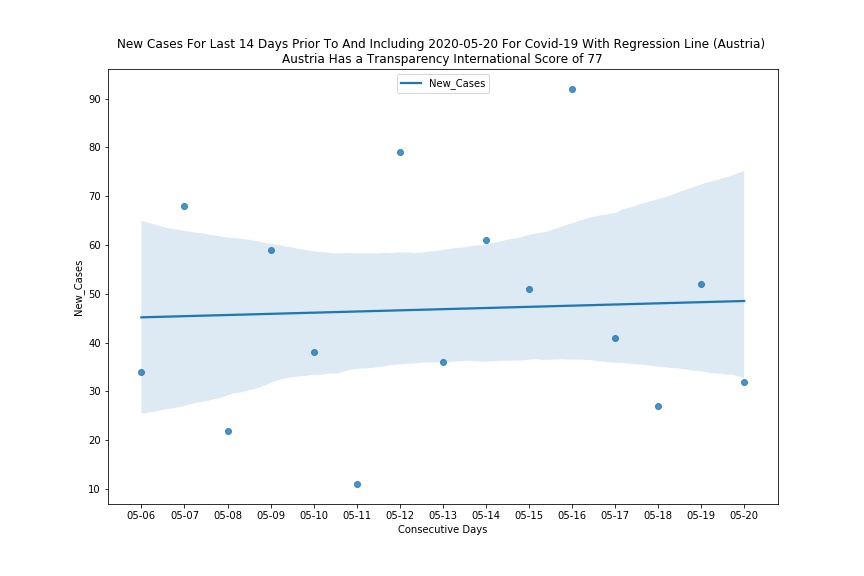 New Cases For Last 14 Days Prior To And Including 2020-05-20 For Covid-19 With Regression Line (Austria)
Austria Has a Transparency International Score of 77
New_Cases
90
80
70
60
50
40
30
20
10
New_Cases
05-06 05-07 05-08 05-09 05-10 05-11 05-12 05-13 05-14 05-15 05-16 05-17 05-18 05-19 05-20
Consecutive Days